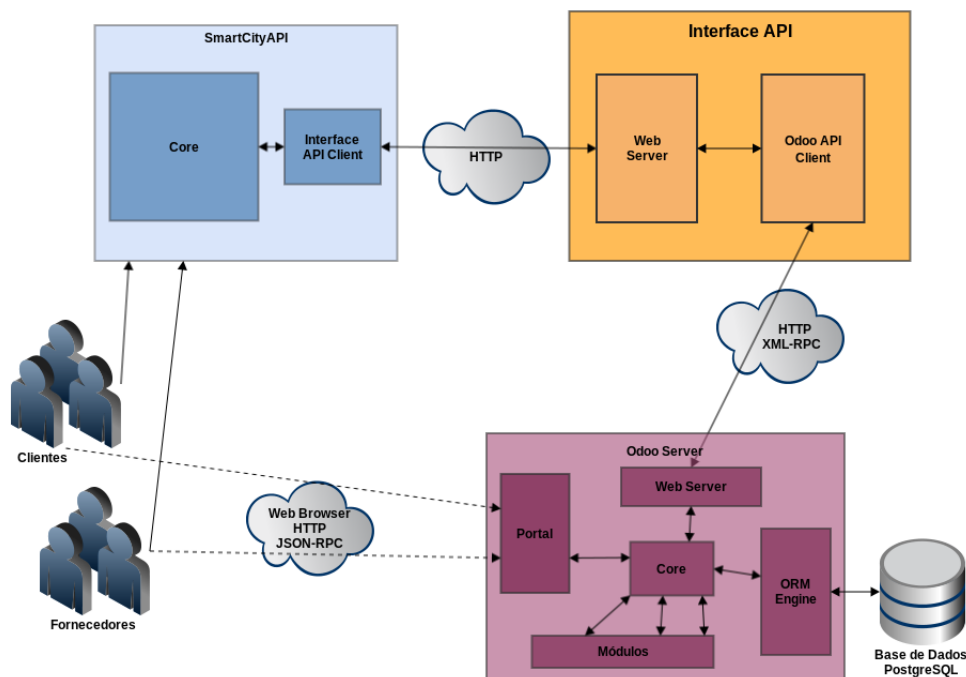 SmartCityAPI
Core
Interface
API Client
HTTP
Interface API
Web
Server
Odoo API
Client
HTTP
XML-RPC
Clientes
Fornecedores
Web Browser
HTTP
JSON-RPC
Odoo Server
Web Server
Portal
Core
ORM
Engine
Módulos
Base de Dados
PostgreSQL